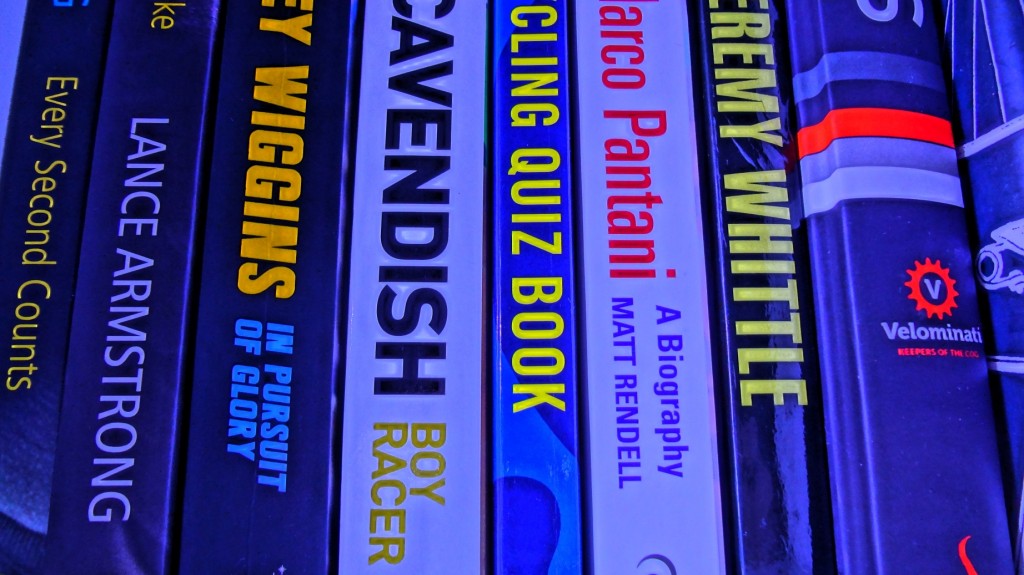 Every Second Counts
ke
LANCE ARMSTRONG
EY WIGGINS
IN PURSUIT
OF GLORY
CAVENDISH
BOY
RACER
CLING QUIZ BOOK
Marco Pantani
A Biography
MATT RENDELL
EREMY WHITTLE
S
V
Velominati
KEEPERS OF THE COG